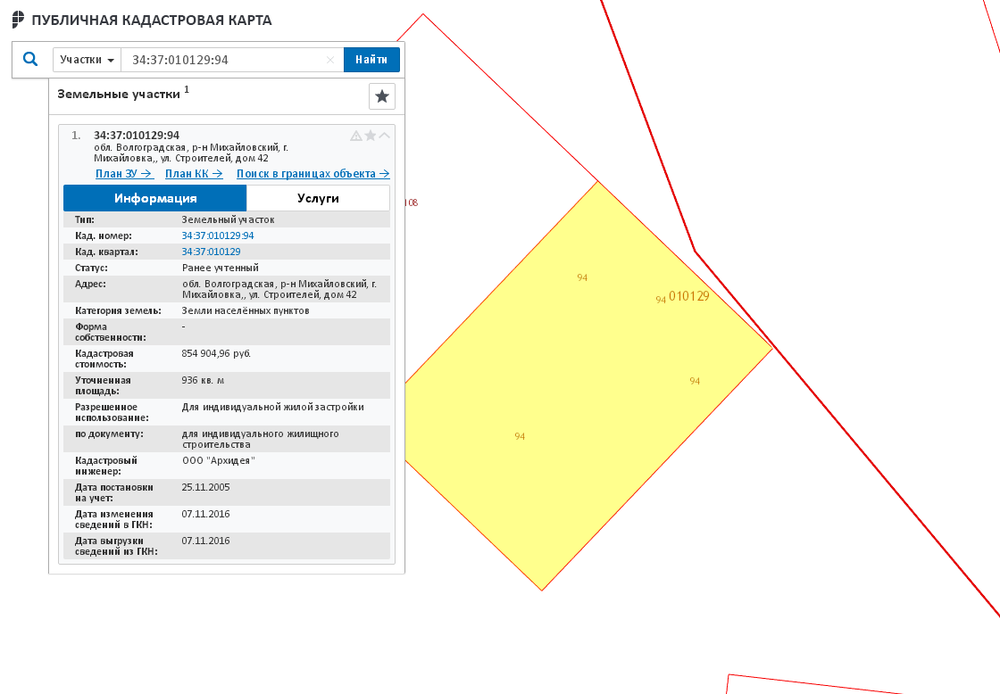 ПУБЛИЧНАЯ КАДАСТРОВАЯ КАРТА
Участки 34:37:010129:94 × Найти
Земельные участки 1
1. 34:37:010129:94
обл. Волгоградская, р-н Михайловский, г.
Михайловка,, ул. Строителей, дом 42
План ЗУ → План КК → Поиск в границах объекта →
Информация Услуги
Тип: Земельный участок
Кад. номер: 34:37:010129:94
Кад. квартал: 34:37:010129
Статус: Ранее учтенный
Адрес: обл. Волгоградская, р-н Михайловский, г.
Михайловка,, ул. Строителей, дом 42
Категория земель: Земли населённых пунктов
Форма -
собственности:
Кадастровая 854 904,96 руб.
стоимость:
Уточненная 936 кв. м
площадь:
Разрешенное Для индивидуальной жилой застройки
использование:
по документу: для индивидуального жилищного
строительства
Кадастровый ООО "Архидея"
инженер:
Дата постановки 25.11.2005
на учет:
Дата изменения 07.11.2016
сведений в ГКН:
Дата выгрузки 07.11.2016
сведений из ГКН:
108
94
94 010129
94
94